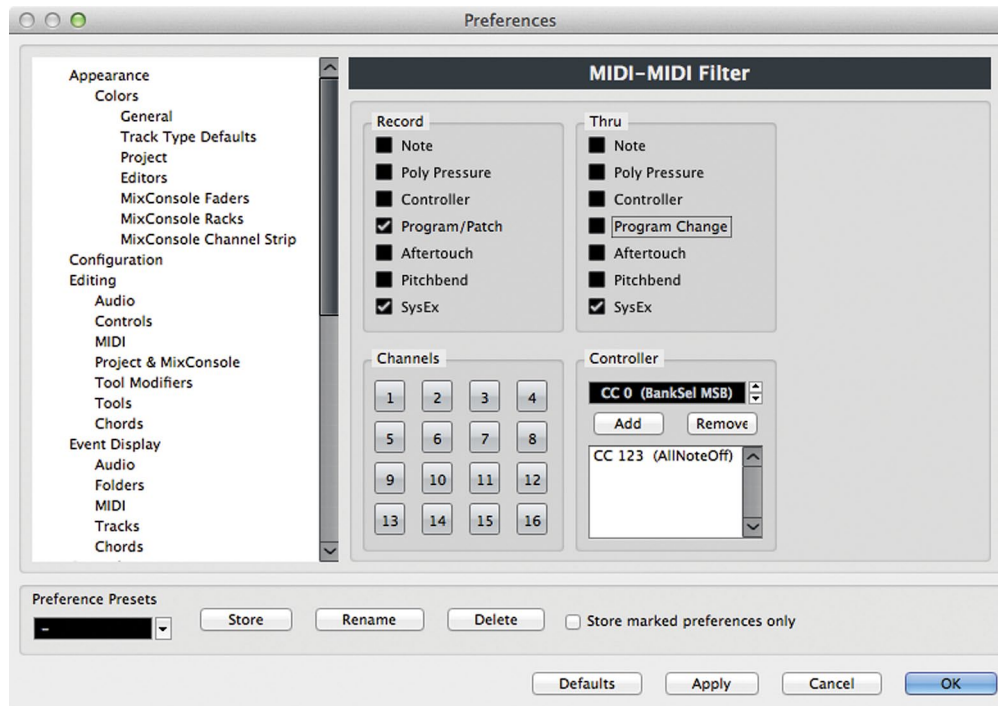 Preferences
Appearance
Colors
General
Track Type Defaults
Project
Editors
MixConsole Faders
MixConsole Racks
MixConsole Channel Strip
Configuration
Editing
Audio
Controls
MIDI
Project & MixConsole
Tool Modifiers
Tools
Chords
Event Display
Audio
Folders
MIDI
Tracks
Chords
MIDI-MIDI Filter
Record
Note
Poly Pressure
Controller
Program/Patch
Aftertouch
Pitchbend
SysEx
Thru
Note
Poly Pressure
Controller
Program Change
Aftertouch
Pitchbend
SysEx
Channels
1 2 3 4
5 6 7 8
9 10 11 12
13 14 15 16
Controller
CC 0 (BankSel MSB)
Add Remove
CC 123 (AllNoteOff)
Preference Presets
–
Store Rename Delete Store marked preferences only
Defaults Apply Cancel OK